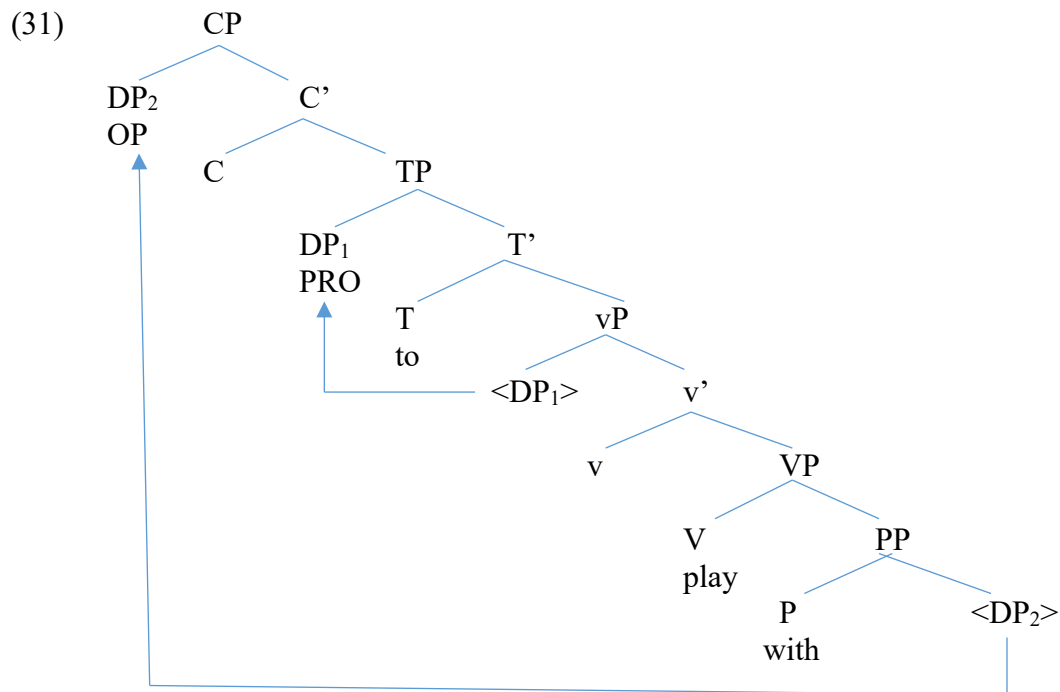 (31) CP
DP₂ C’
OP
C TP
DP₁ T’
PRO
T vP
to
<DP₁> v’
v VP
V PP
play
P <DP₂>
with